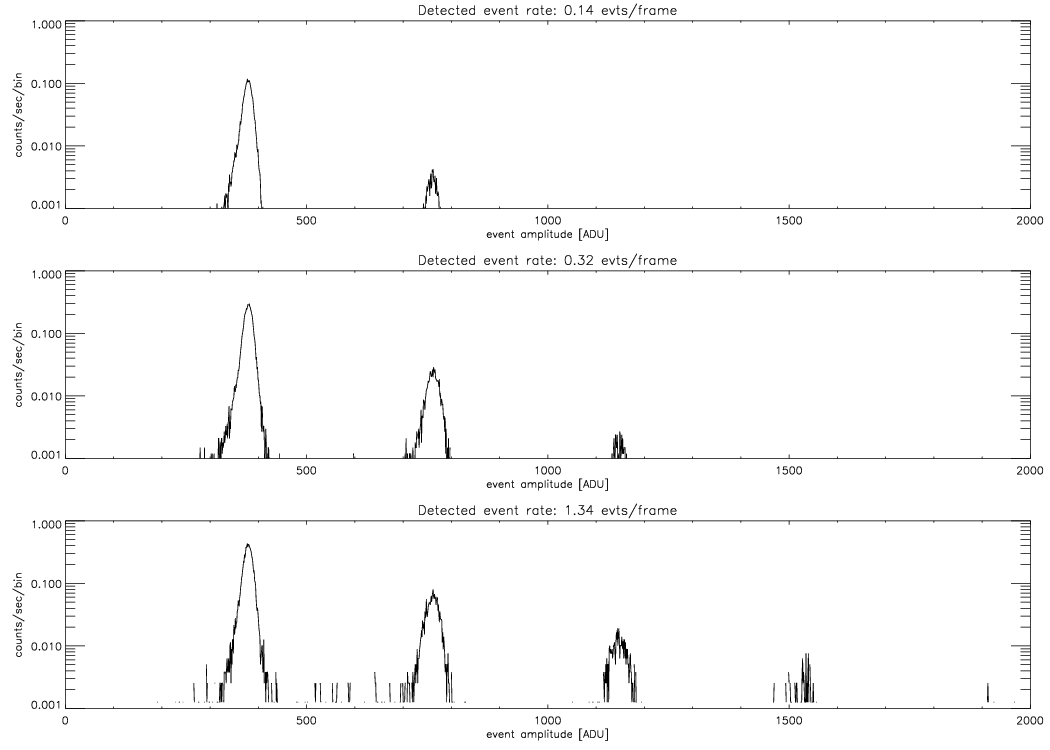 Detected event rate: 0.14 evts/frame
counts/sec/bin
1.000
0.100
0.010
0.001
0 500 1000 1500 2000
event amplitude [ADU]
Detected event rate: 0.32 evts/frame
counts/sec/bin
1.000
0.100
0.010
0.001
0 500 1000 1500 2000
event amplitude [ADU]
Detected event rate: 1.34 evts/frame
counts/sec/bin
1.000
0.100
0.010
0.001
0 500 1000 1500 2000
event amplitude [ADU]